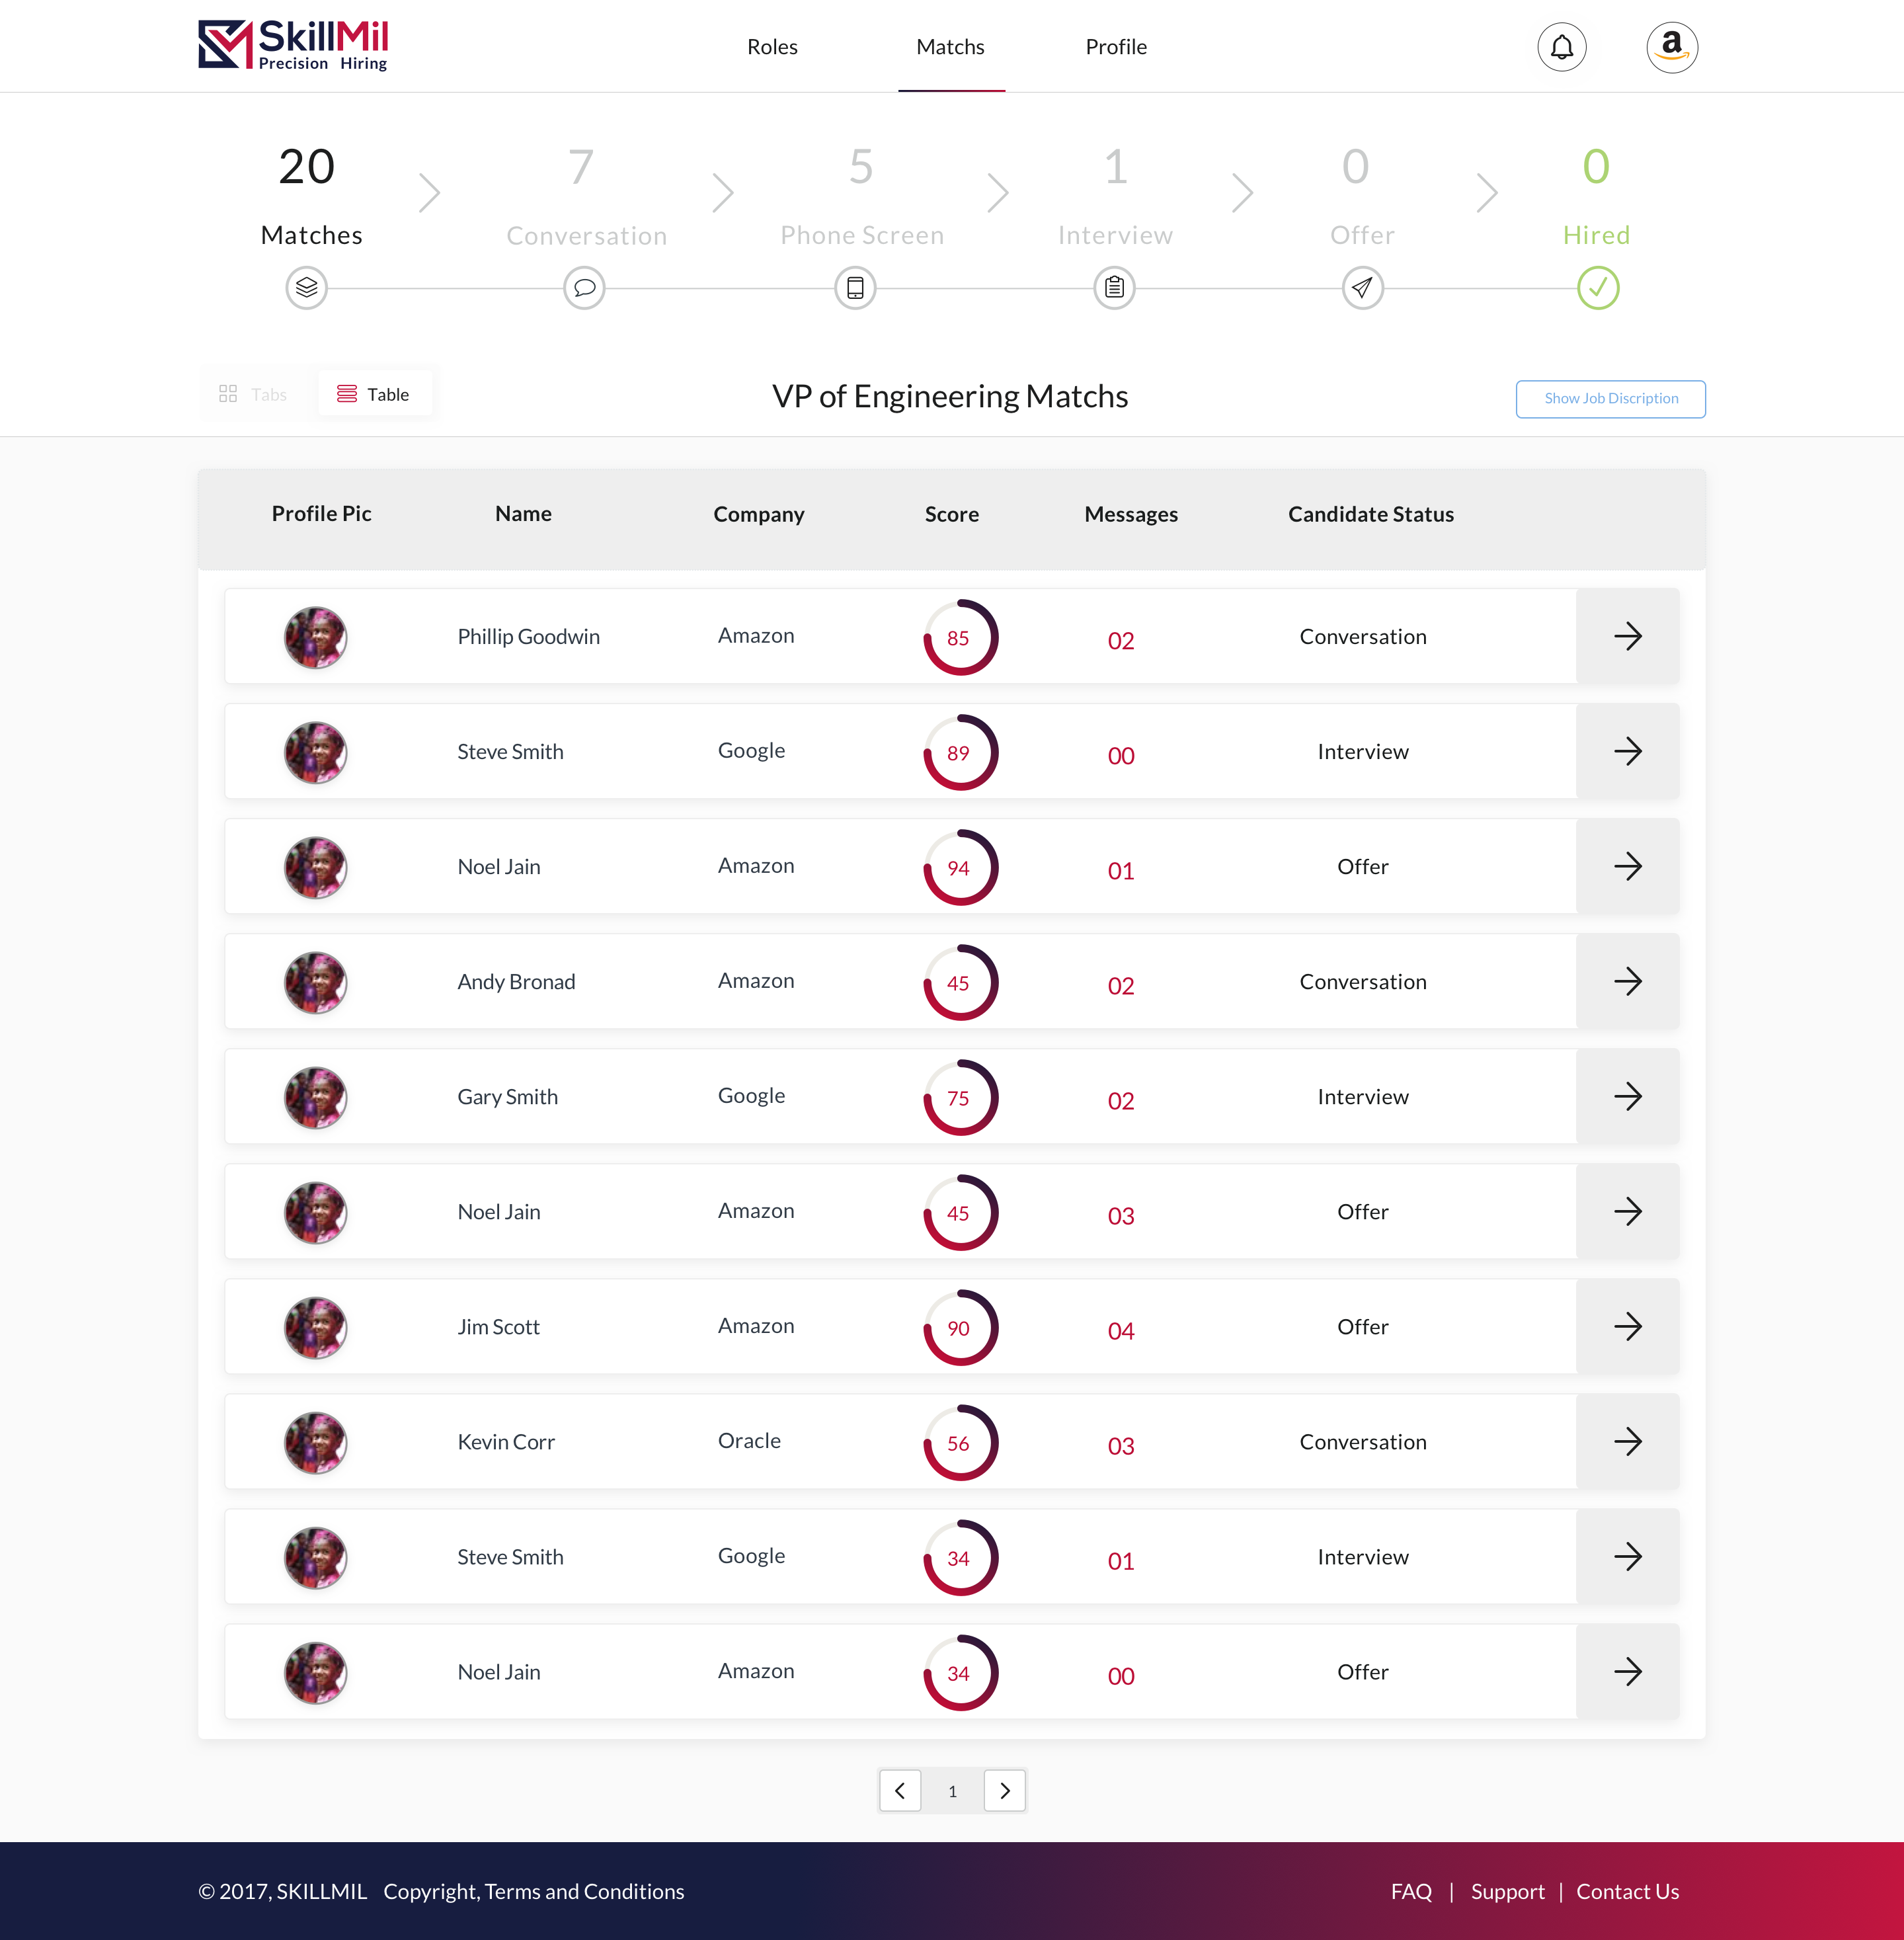 SkillMil
Precision Hiring
Roles Matchs Profile
a
20 7 5 1 0 0
Matches Conversation Phone Screen Interview Offer Hired
Tabs Table VP of Engineering Matchs Show Job Discription
Profile Pic Name Company Score Messages Candidate Status
Phillip Goodwin Amazon 85 02 Conversation
Steve Smith Google 89 00 Interview
Noel Jain Amazon 94 01 Offer
Andy Bronad Amazon 45 02 Conversation
Gary Smith Google 75 02 Interview
Noel Jain Amazon 45 03 Offer
Jim Scott Amazon 90 04 Offer
Kevin Corr Oracle 56 03 Conversation
Steve Smith Google 34 01 Interview
Noel Jain Amazon 34 00 Offer
1
© 2017, SKILLMIL Copyright, Terms and Conditions FAQ | Support | Contact Us